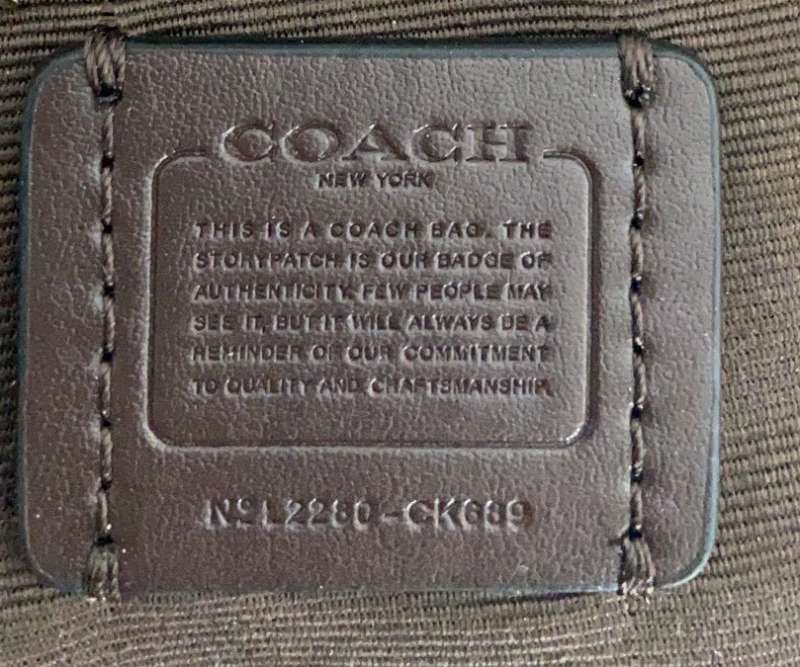 COACH
NEW YORK
THIS IS A COACH BAG. THE
STORYPATCH IS OUR BADGE OF
AUTHENTICITY. FEW PEOPLE MAY
SEE IT, BUT IT WILL ALWAYS BE A
REMINDER OF OUR COMMITMENT
TO QUALITY AND CRAFTSMANSHIP.
Nº L2280-CK689